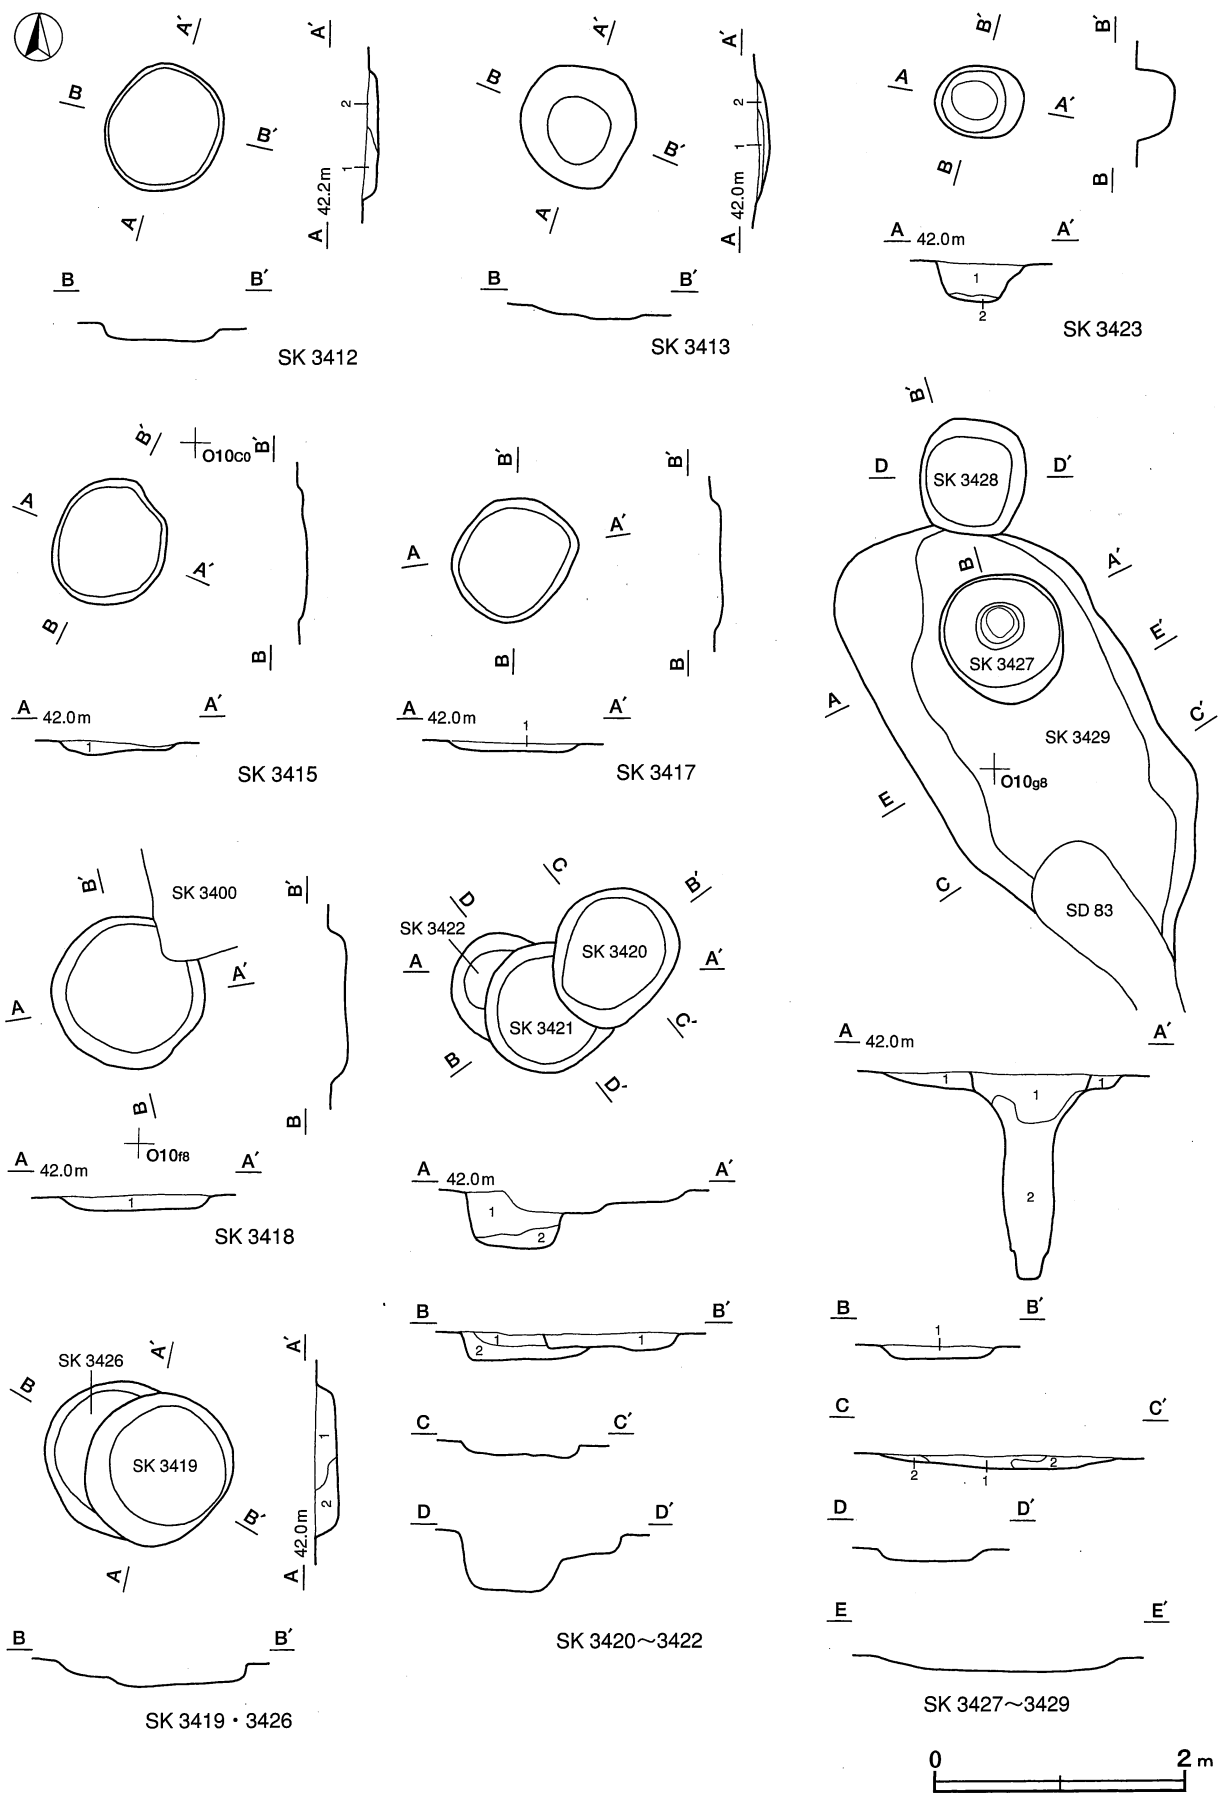 A′
B
B′
A
A′
2
1
42.2m
A
B
B′
SK 3412
A′
B
B′
A
A′
2
1
42.0m
A
B
B′
SK 3413
B′
A
A′
B
B′
B
A 42.0m
A′
1
2
SK 3423
B′
O10c0
A
A′
B
B′
B
A 42.0m
A′
1
SK 3415
B′
A
A′
B
B′
B
A 42.0m
A′
1
SK 3417
B′
D
SK 3428
D′
B
A′
E′
SK 3427
C′
A
SK 3429
O10g8
E
C
SD 83
A 42.0m
A′
1
1
1
2
B
B′
1
C
C′
2
1
2
D
D′
E
E′
SK 3427〜3429
B′
SK 3400
A′
A
B
O10f8
B′
B
A 42.0m
A′
1
SK 3418
C
B′
D
SK 3422
SK 3420
A
A′
SK 3421
C′
B
D′
A 42.0m
A′
1
2
B
B′
1
2
1
C
C′
D
D′
SK 3420〜3422
SK 3426
A′
B
SK 3419
B′
A
A′
1
2
42.0m
A
B
B′
SK 3419・3426
0
2 m